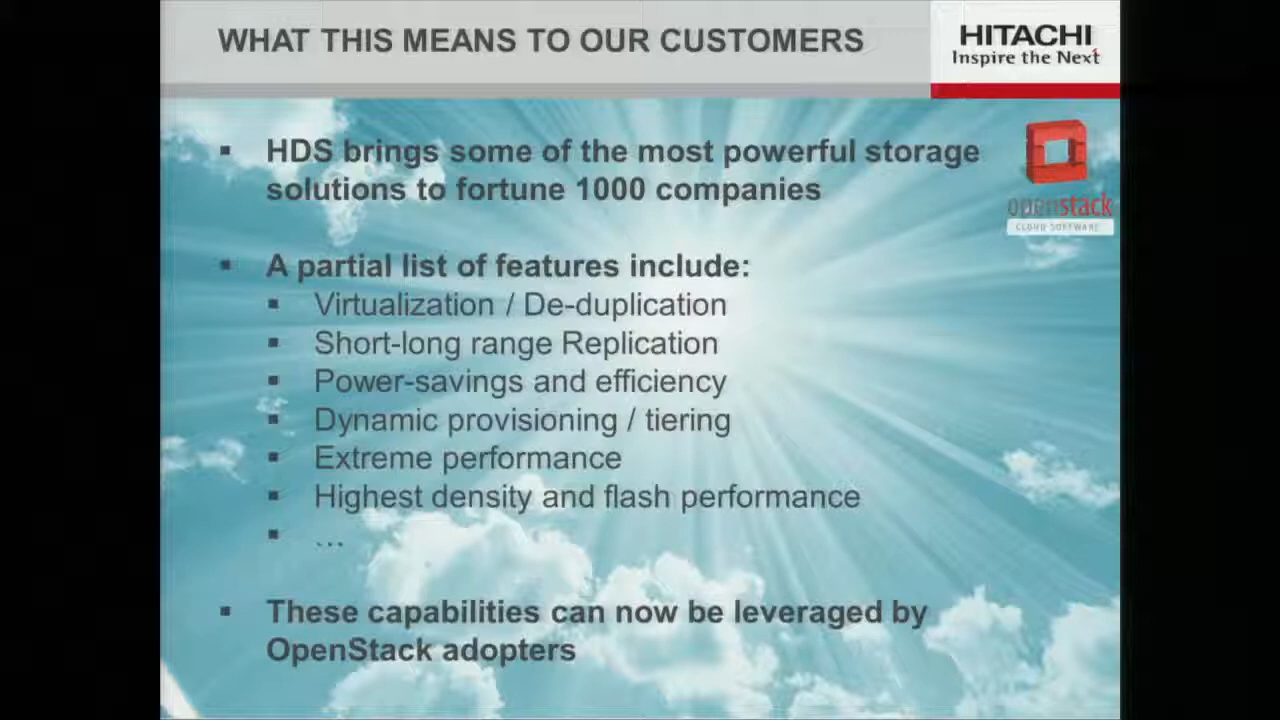 WHAT THIS MEANS TO OUR CUSTOMERS
HITACHI
Inspire the Next
▪ HDS brings some of the most powerful storage
solutions to fortune 1000 companies
openstack
CLOUD SOFTWARE
▪ A partial list of features include:
▪ Virtualization / De-duplication
▪ Short-long range Replication
▪ Power-savings and efficiency
▪ Dynamic provisioning / tiering
▪ Extreme performance
▪ Highest density and flash performance
▪ …
▪ These capabilities can now be leveraged by
OpenStack adopters